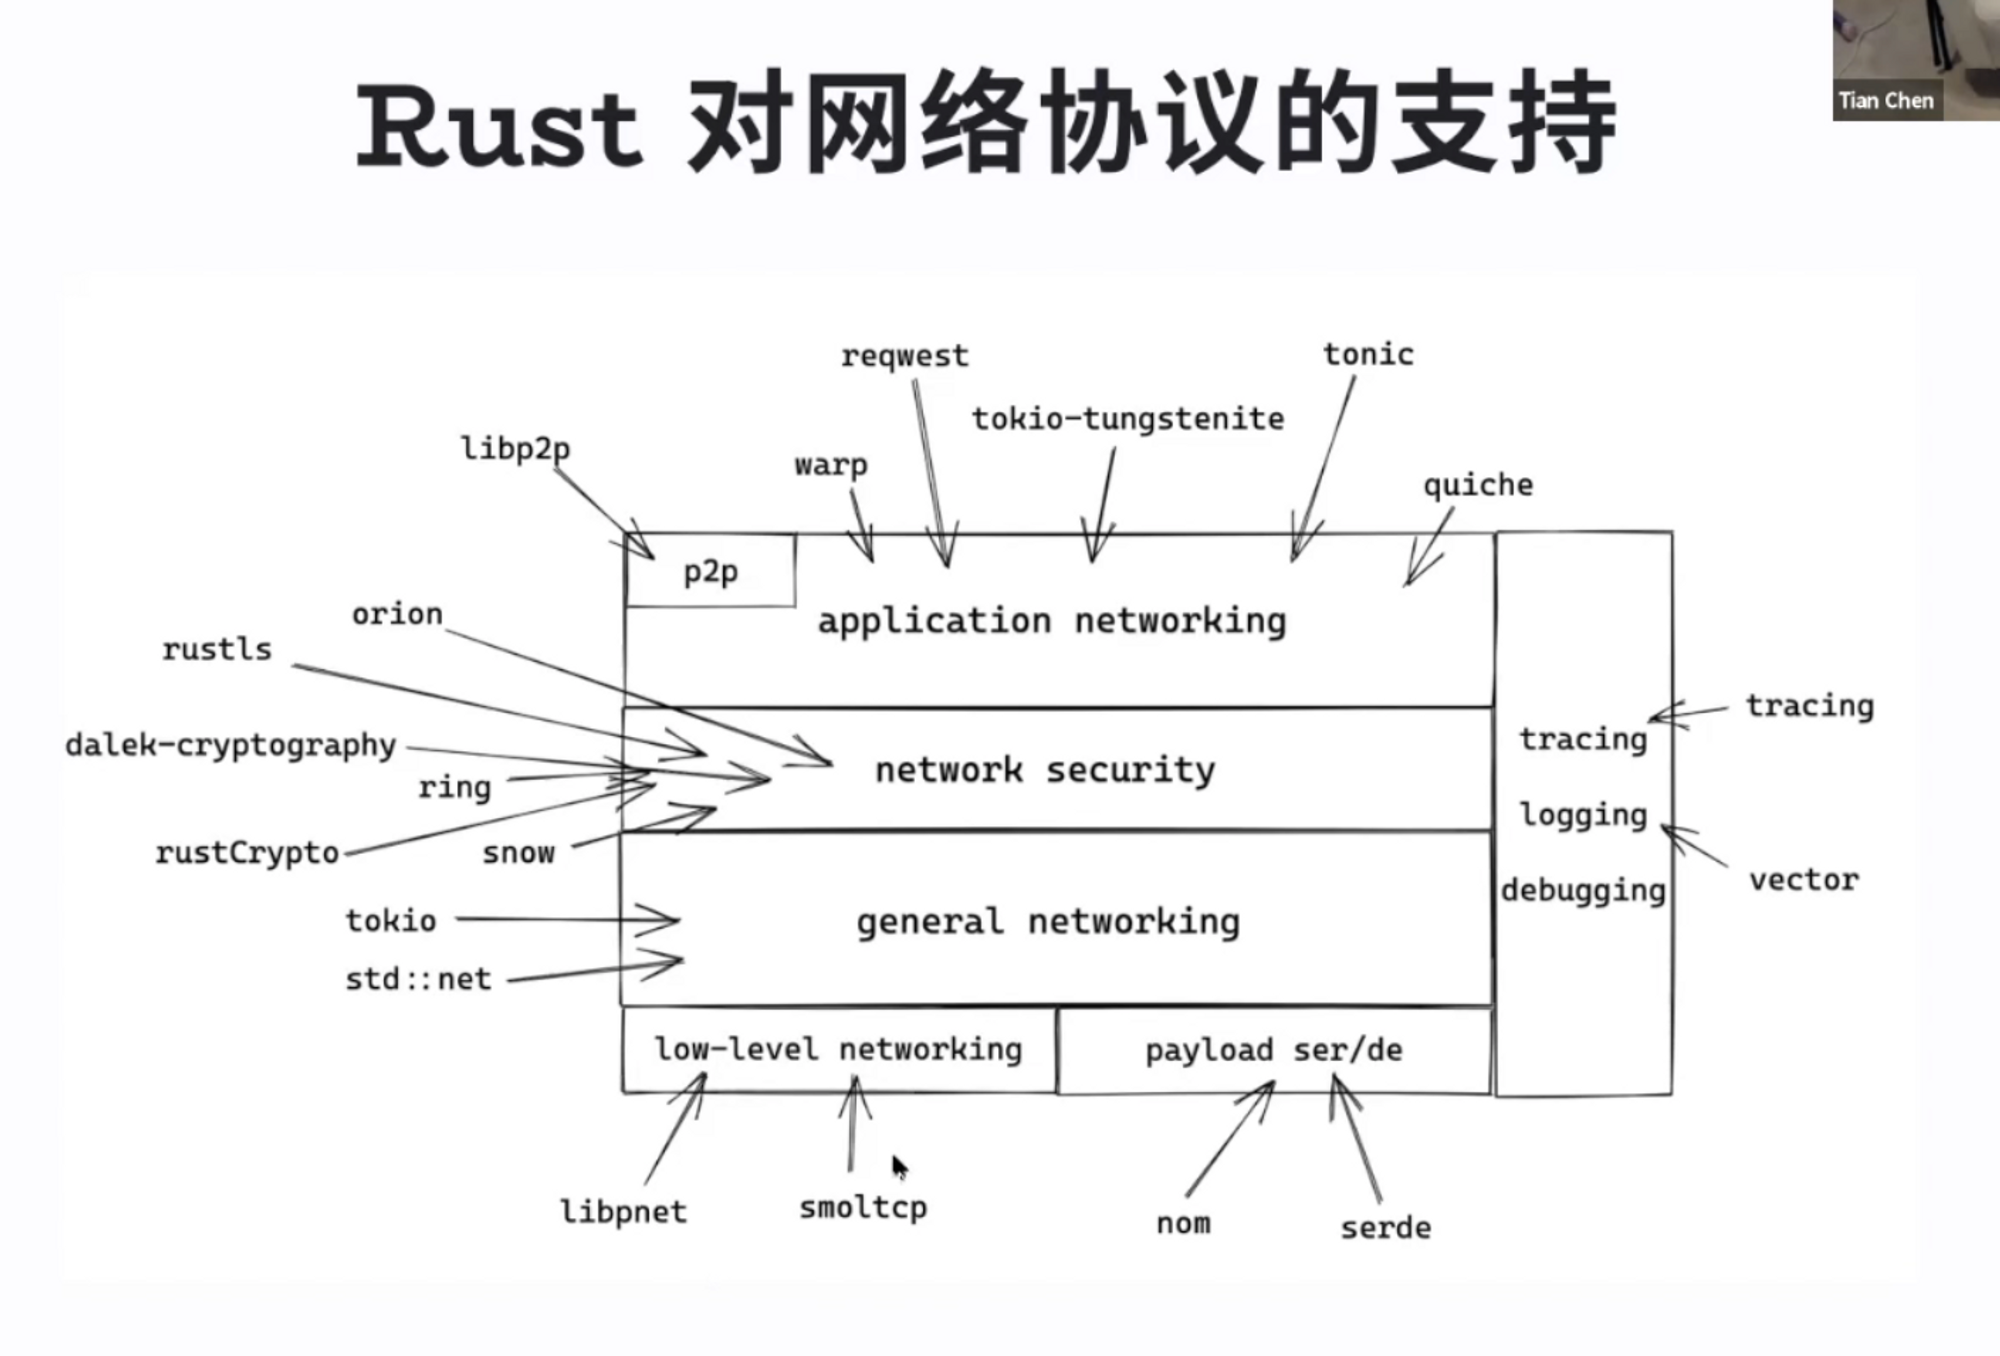 Tian Chen
Rust 对网络协议的支持
reqwest
tonic
tokio-tungstenite
libp2p
warp
quiche
p2p
application networking
orion
rustls
dalek-cryptography
ring
rustCrypto
snow
network security
tracing
tracing
logging
debugging
vector
tokio
std::net
general networking
low-level networking
payload ser/de
libpnet
smoltcp
nom
serde